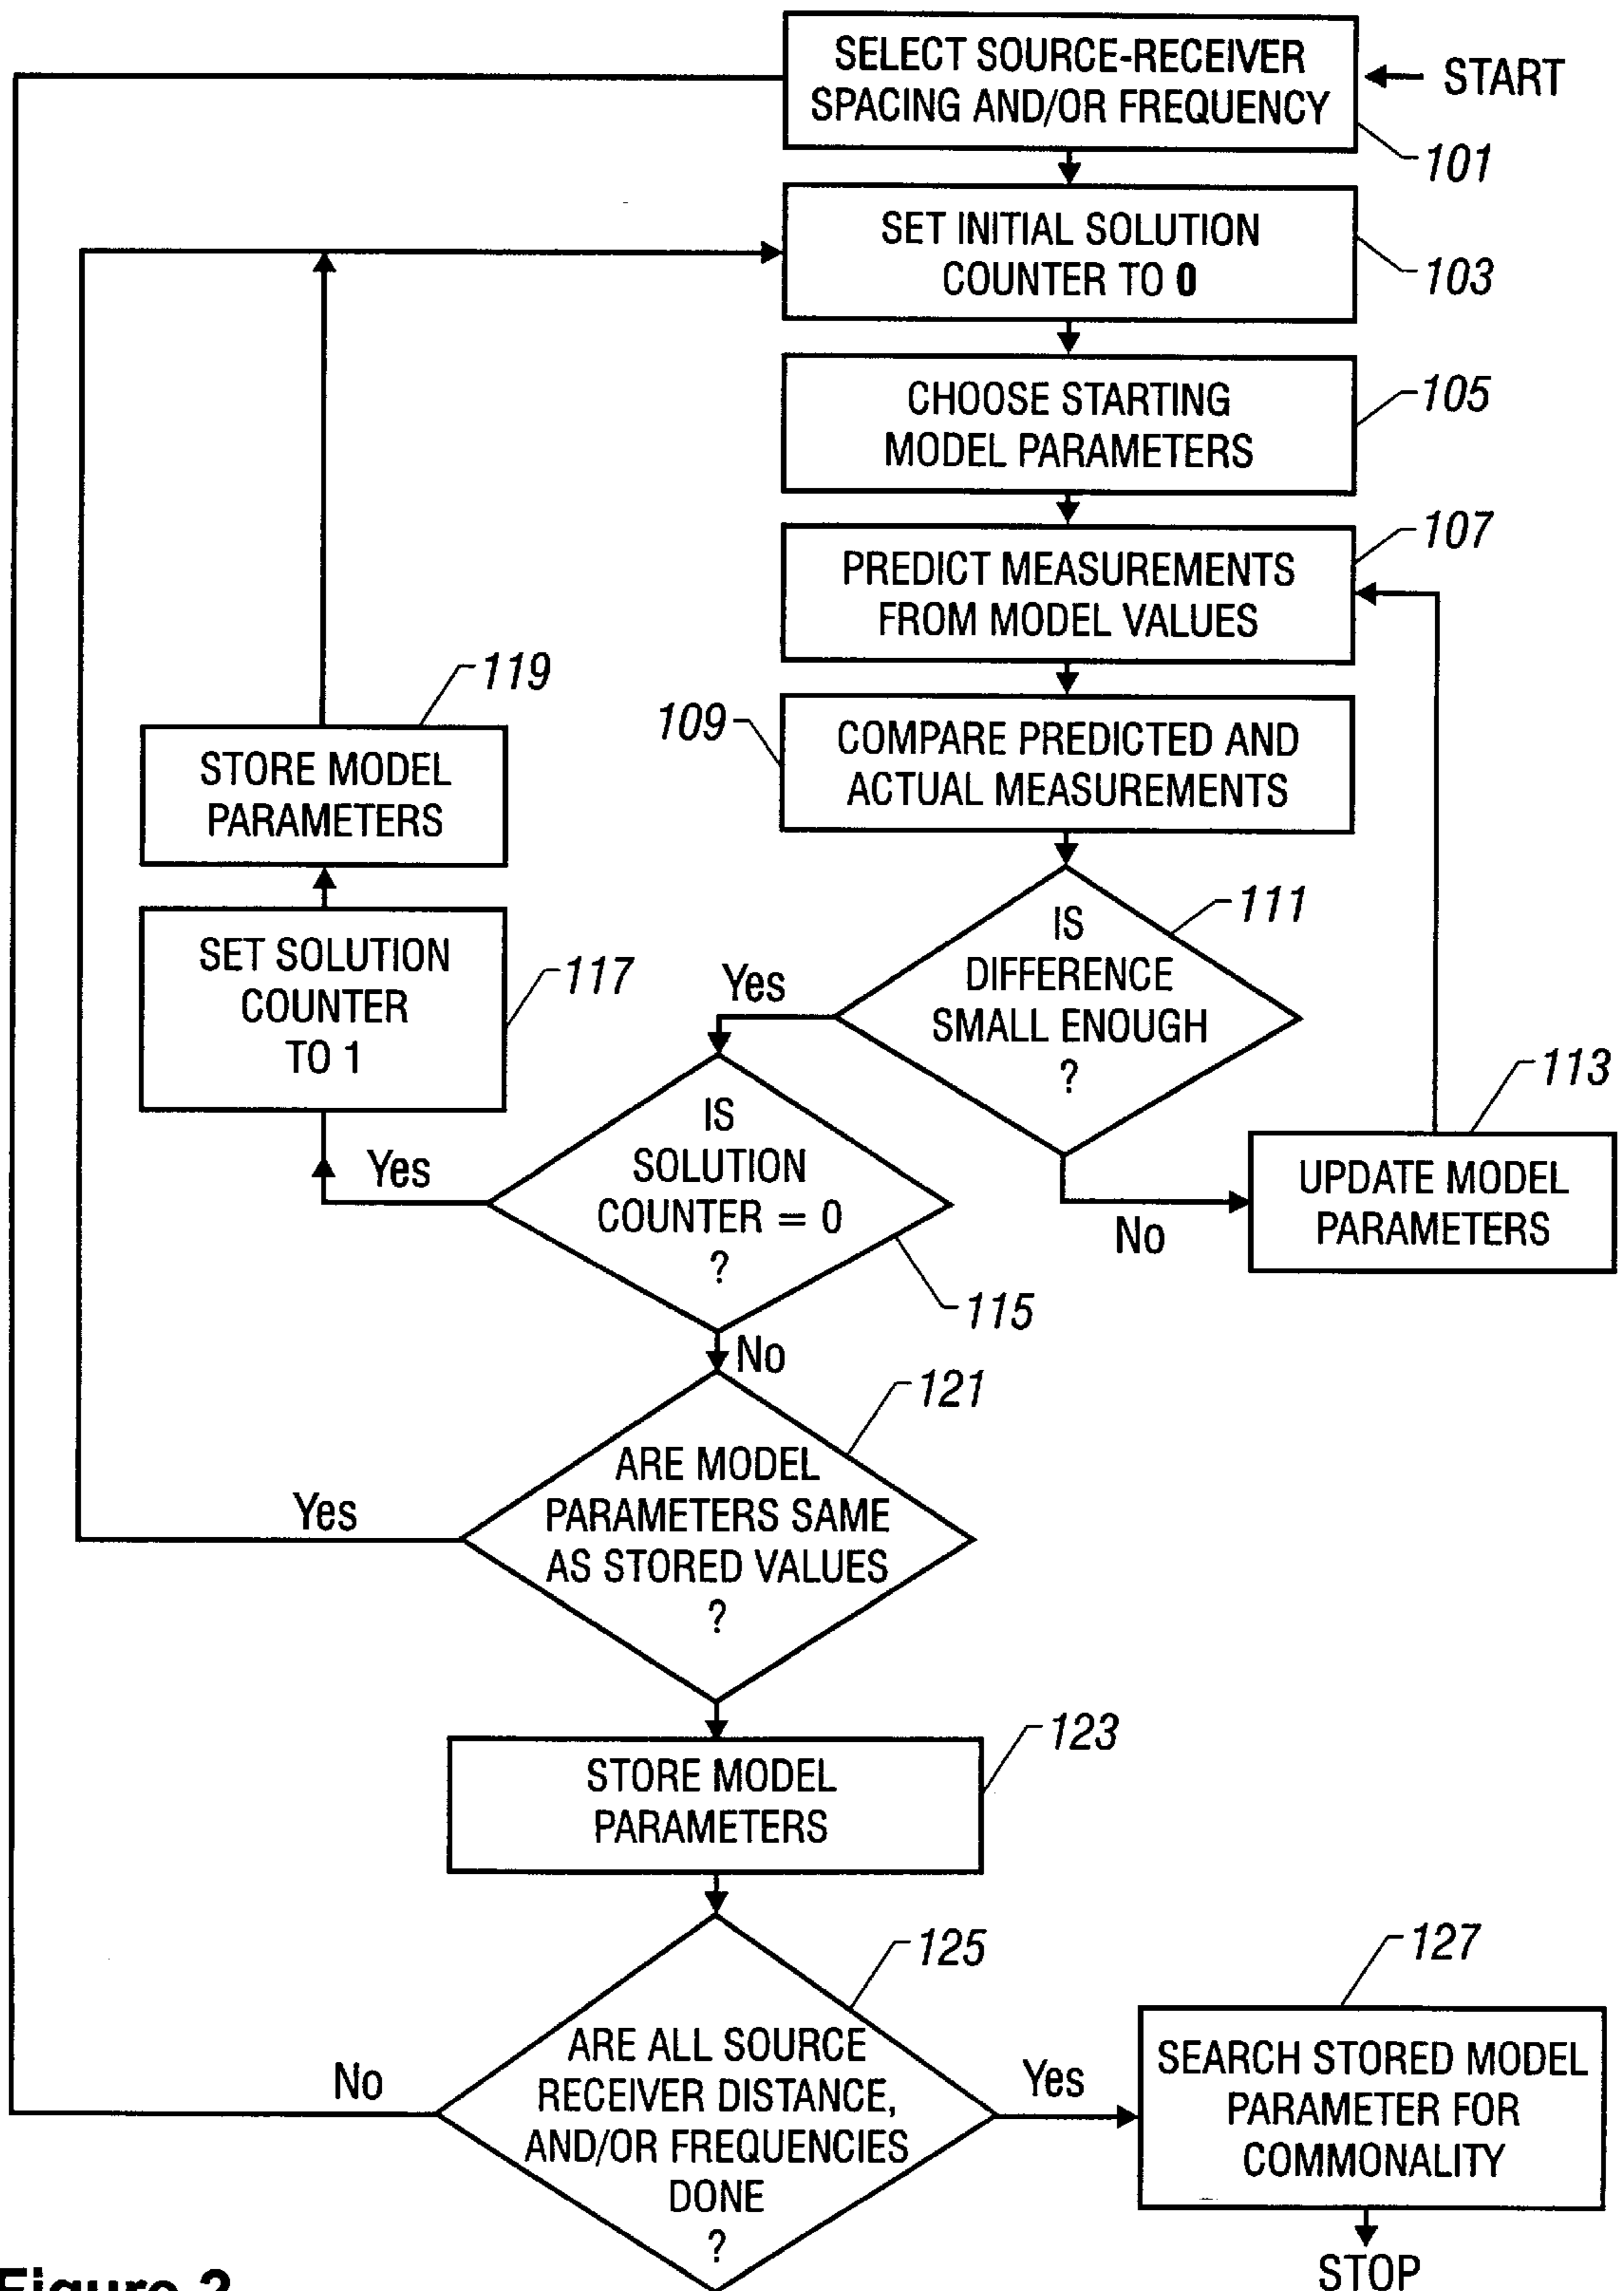 SELECT SOURCE-RECEIVER
SPACING AND/OR FREQUENCY
START
101
SET INITIAL SOLUTION
COUNTER TO 0
103
CHOOSE STARTING
MODEL PARAMETERS
105
PREDICT MEASUREMENTS
FROM MODEL VALUES
107
COMPARE PREDICTED AND
ACTUAL MEASUREMENTS
109
IS
DIFFERENCE
SMALL ENOUGH
?
111
Yes
No
UPDATE MODEL
PARAMETERS
113
IS
SOLUTION
COUNTER = 0
?
115
Yes
No
SET SOLUTION
COUNTER
TO 1
117
STORE MODEL
PARAMETERS
119
ARE MODEL
PARAMETERS SAME
AS STORED VALUES
?
121
Yes
STORE MODEL
PARAMETERS
123
ARE ALL SOURCE
RECEIVER DISTANCE,
AND/OR FREQUENCIES
DONE
?
125
No
Yes
SEARCH STORED MODEL
PARAMETER FOR
COMMONALITY
127
STOP
Figure 2